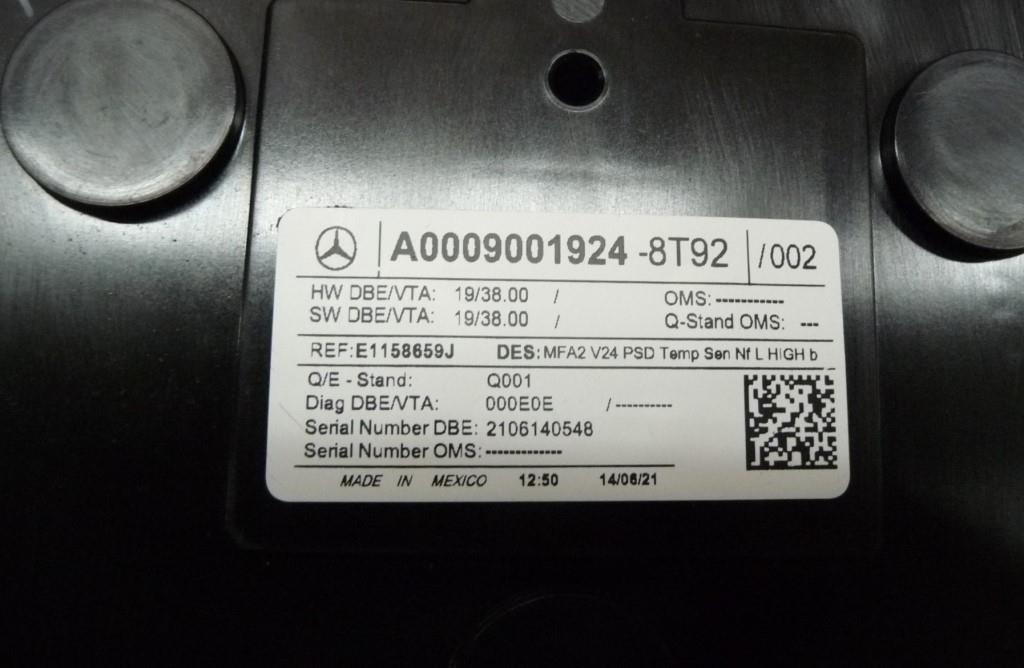 A0009001924 -8T92 /002
HW DBE/VTA: 19/38.00 / OMS: -----------
SW DBE/VTA: 19/38.00 / Q-Stand OMS: ---
REF: E1158659J DES: MFA2 V24 PSD Temp Sen Nf L HIGH b
Q/E - Stand: Q001
Diag DBE/VTA: 000E0E / ----------
Serial Number DBE: 2106140548
Serial Number OMS: -------------
MADE IN MEXICO 12:50 14/06/21